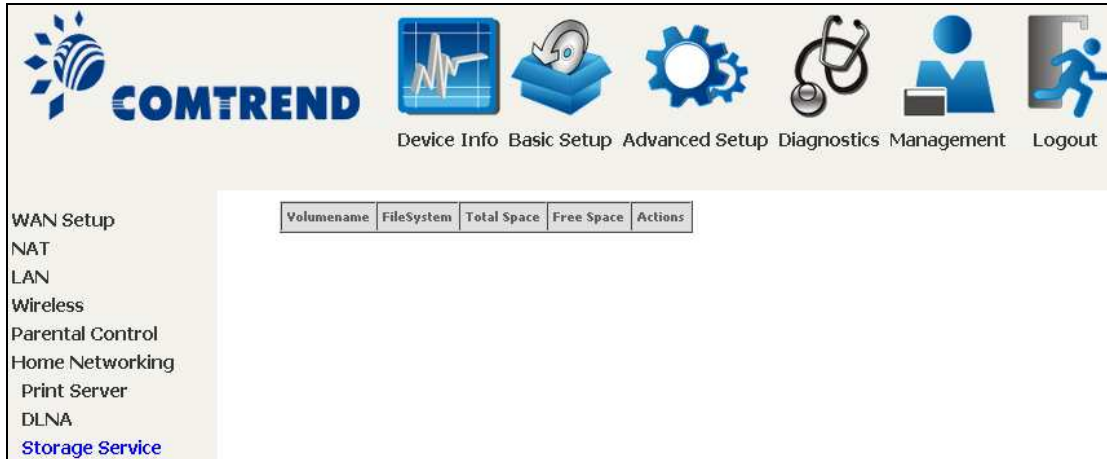 COMTREND
Device Info Basic Setup Advanced Setup Diagnostics Management Logout
WAN Setup
NAT
LAN
Wireless
Parental Control
Home Networking
Print Server
DLNA
Storage Service
Volumename FileSystem Total Space Free Space Actions